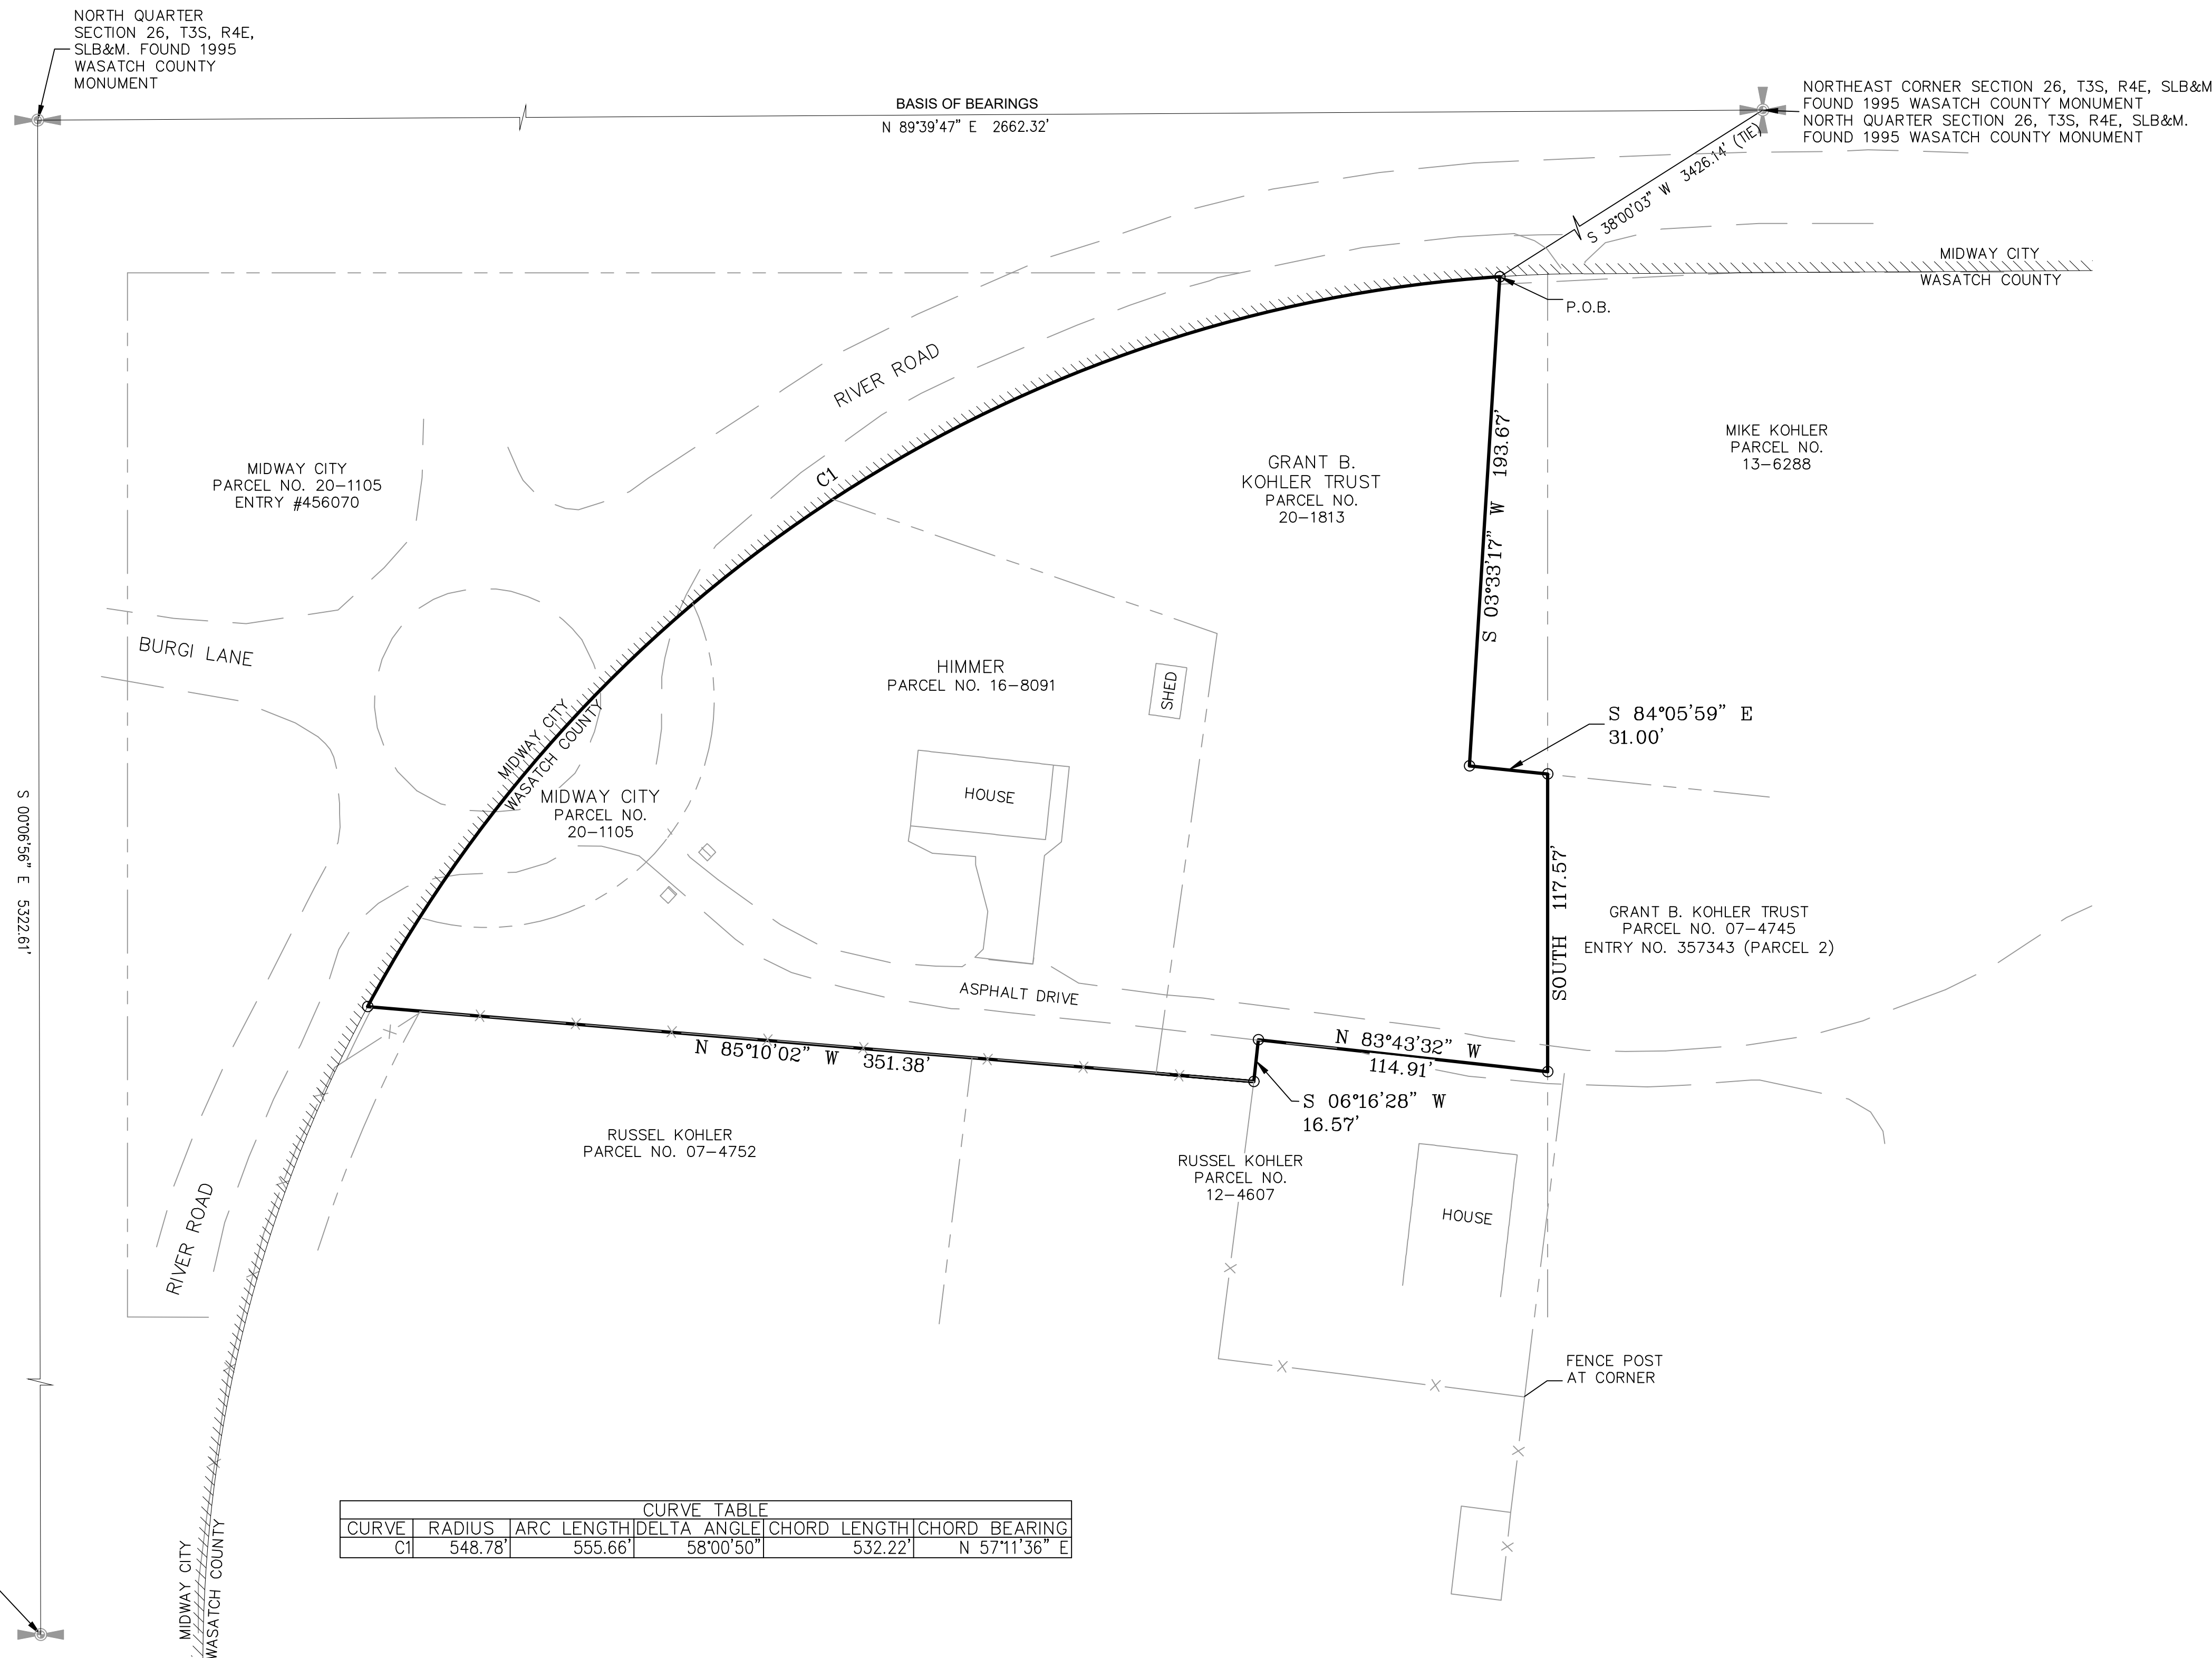 NORTH QUARTER
SECTION 26, T3S, R4E,
SLB&M. FOUND 1995
WASATCH COUNTY
MONUMENT
BASIS OF BEARINGS
N 89°39'47" E 2662.32'
NORTHEAST CORNER SECTION 26, T3S, R4E, SLB&M
FOUND 1995 WASATCH COUNTY MONUMENT
NORTH QUARTER SECTION 26, T3S, R4E, SLB&M.
FOUND 1995 WASATCH COUNTY MONUMENT
S 38°00'03" W 3426.14' (TIE)
MIDWAY CITY
WASATCH COUNTY
P.O.B.
RIVER ROAD
C1
MIDWAY CITY
PARCEL NO. 20-1105
ENTRY #456070
GRANT B.
KOHLER TRUST
PARCEL NO.
20-1813
S 03°33'17" W 193.67'
MIKE KOHLER
PARCEL NO.
13-6288
BURGI LANE
HIMMER
PARCEL NO. 16-8091
SHED
S 84°05'59" E
31.00'
MIDWAY CITY
WASATCH COUNTY
MIDWAY CITY
PARCEL NO.
20-1105
HOUSE
S 00°06'56" E 5322.61'
SOUTH 117.57'
GRANT B. KOHLER TRUST
PARCEL NO. 07-4745
ENTRY NO. 357343 (PARCEL 2)
ASPHALT DRIVE
N 85°10'02" W 351.38'
N 83°43'32" W
114.91'
S 06°16'28" W
16.57'
RUSSEL KOHLER
PARCEL NO. 07-4752
RUSSEL KOHLER
PARCEL NO.
12-4607
HOUSE
RIVER ROAD
FENCE POST
AT CORNER
MIDWAY CITY
WASATCH COUNTY
CURVE TABLE
CURVE RADIUS ARC LENGTH DELTA ANGLE CHORD LENGTH CHORD BEARING
C1 548.78' 555.66' 58°00'50" 532.22' N 57°11'36" E